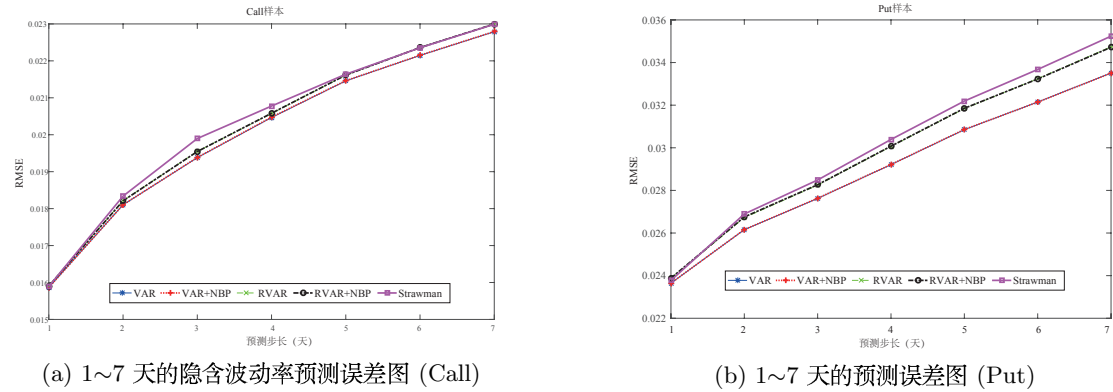 Call样本
0.023
0.022
0.021
0.02
0.019
0.018
0.017
0.016
0.015
RMSE
VAR VAR+NBP RVAR RVAR+NBP Strawman
1 2 3 4 5 6 7
预测步长（天）
(a) 1~7 天的隐含波动率预测误差图 (Call)
Put样本
0.036
0.034
0.032
0.03
0.028
0.026
0.024
0.022
RMSE
VAR VAR+NBP RVAR RVAR+NBP Strawman
1 2 3 4 5 6 7
预测步长（天）
(b) 1~7 天的预测误差图 (Put)